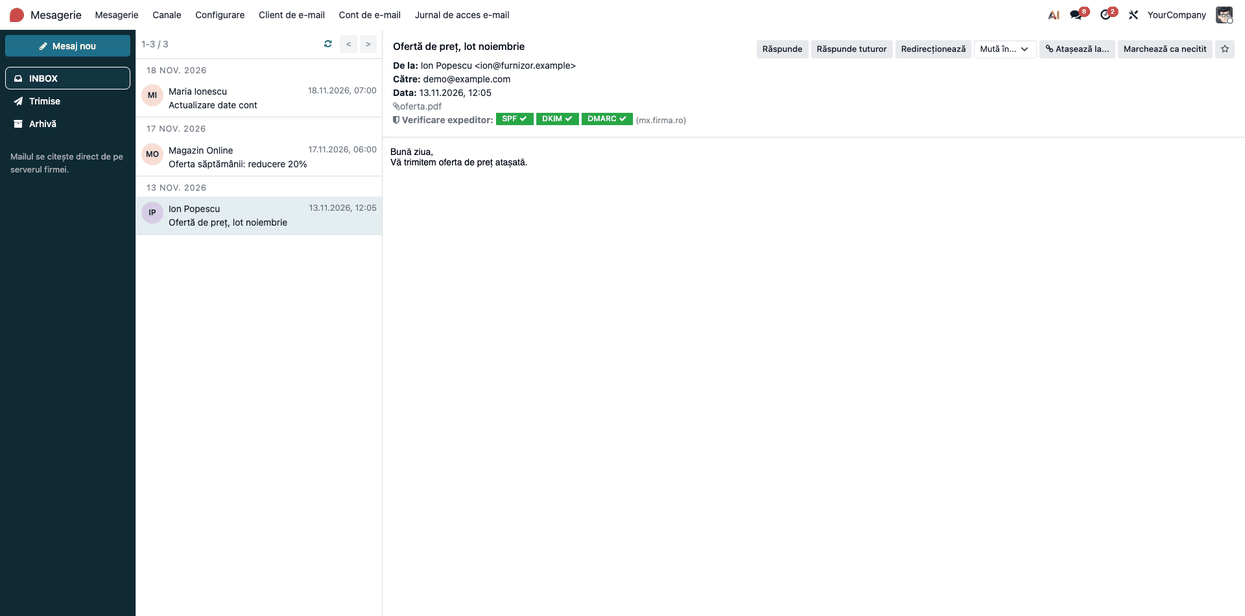 Mesagerie Mesagerie Canale Configurare Client de e-mail Cont de e-mail Jurnal de acces e-mail AI 8 2 YourCompany
Mesaj nou
INBOX
Trimise
Arhivă
Mailul se citește direct de pe
serverul firmei.
1-3 / 3 < >
18 NOV. 2026
MI Maria Ionescu 18.11.2026, 07:00
Actualizare date cont
17 NOV. 2026
MO Magazin Online 17.11.2026, 06:00
Oferta săptămânii: reducere 20%
13 NOV. 2026
IP Ion Popescu 13.11.2026, 12:05
Ofertă de preț, lot noiembrie
Ofertă de preț, lot noiembrie
Răspunde Răspunde tuturor Redirecționează Mută în... Atașează la... Marchează ca necitit
De la: Ion Popescu <ion@furnizor.example>
Către: demo@example.com
Data: 13.11.2026, 12:05
oferta.pdf
Verificare expeditor: SPF ✓ DKIM ✓ DMARC ✓ (mx.firma.ro)
Bună ziua,
Vă trimitem oferta de preț atașată.